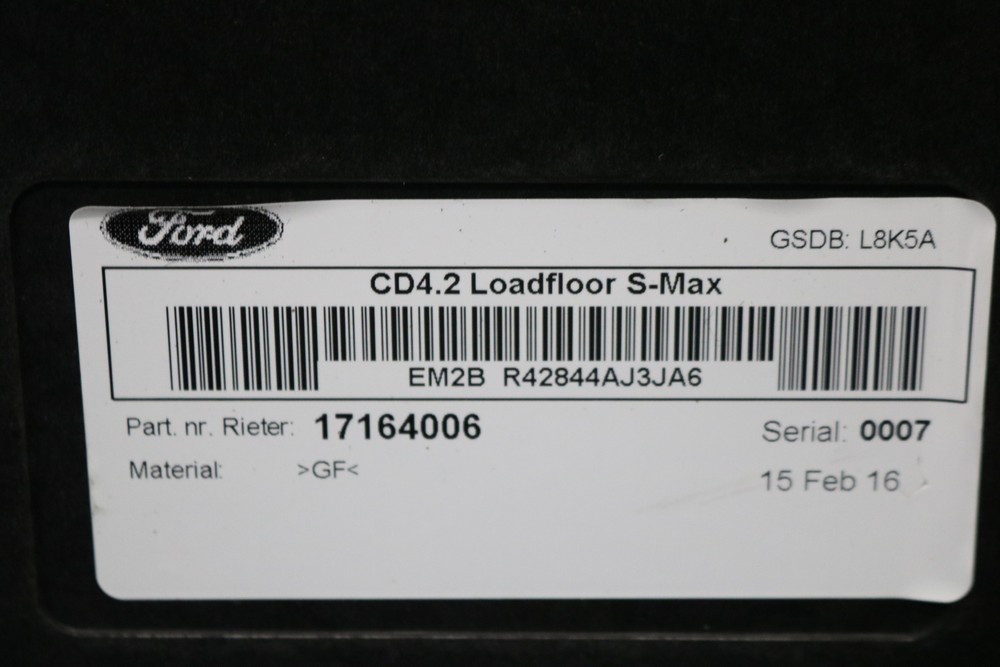 Ford
GSDB: L8K5A
CD4.2 Loadfloor S-Max
EM2B R42844AJ3JA6
Part. nr. Rieter: 17164006
Serial: 0007
Material: >GF<
15 Feb 16